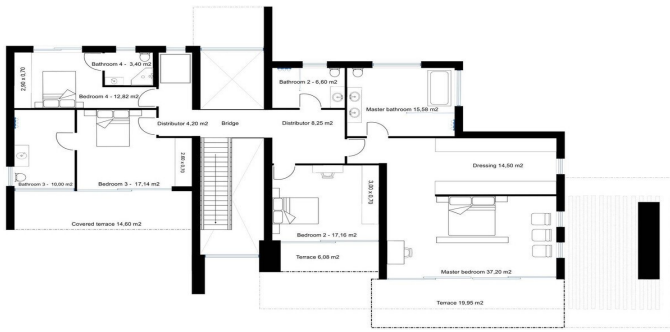 Bathroom 4 - 3,40 m2
2,90 x 0,70
Bedroom 4 - 12,82 m2
Bathroom 2 - 6,60 m2
Master bathroom 15,56 m2
Distributor 4,20 m2
Bridge
Distributor 8,25 m2
2,60 x 0,70
Dressing 14,50 m2
Bathroom 3 - 10,00 m2
Bedroom 3 - 17,14 m2
3,00 x 0,70
Covered terrace 14,60 m2
Bedroom 2 - 17,16 m2
Terrace 6,08 m2
Master bedroom 37,20 m2
Terrace 19,95 m2